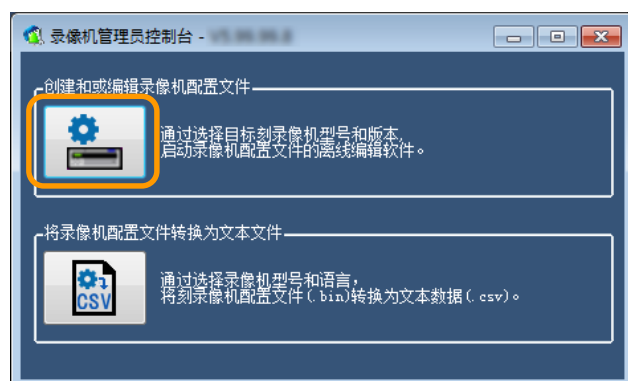 录像机管理员控制台 -
创建和或编辑录像机配置文件
通过选择目标刻录像机型号和版本,
启动录像机配置文件的离线编辑软件。
将录像机配置文件转换为文本文件
CSV
通过选择录像机型号和语言,
将刻录像机配置文件(.bin)转换为文本数据(.csv)。